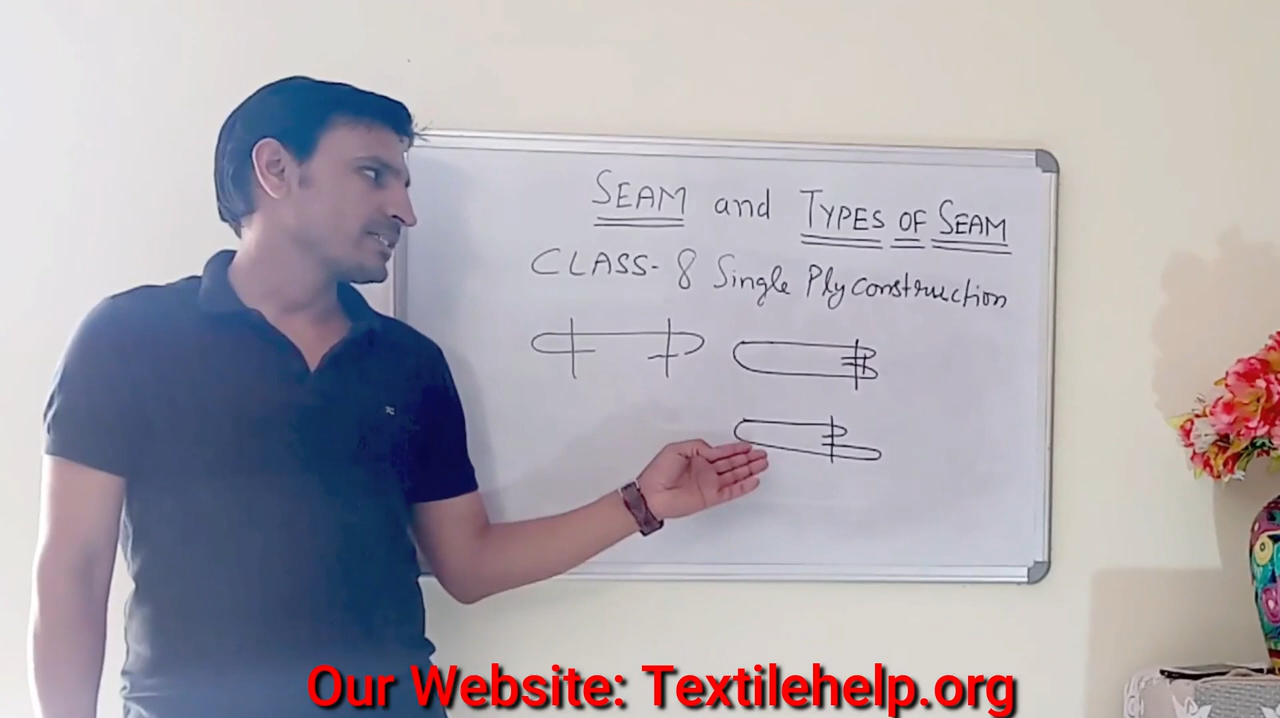 SEAM and TYPES OF SEAM
CLASS-8 Single Ply construction
Our Website: Textilehelp.org